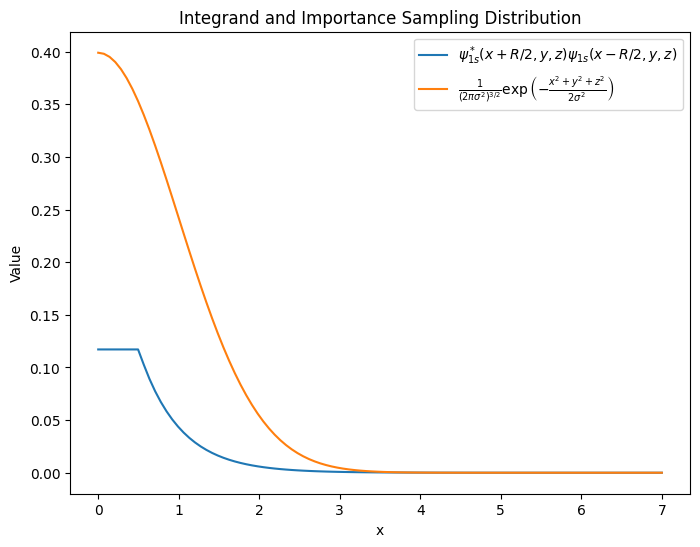 Integrand and Importance Sampling Distribution
ψ*₁ₛ(x + R/2, y, z)ψ₁ₛ(x − R/2, y, z)
1/(2πσ²)^{3/2} exp(−(x²+y²+z²)/(2σ²))
Value
0.40
0.35
0.30
0.25
0.20
0.15
0.10
0.05
0.00
0 1 2 3 4 5 6 7
x